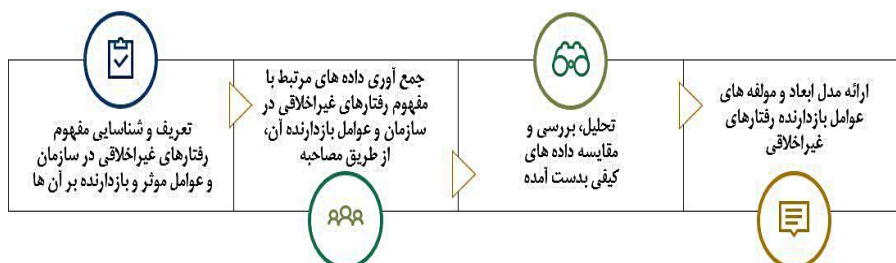 تعریف و شناسایی مفهوم
رفتارهای غیراخلاقی در سازمان
و عوامل موثر و بازدارنده بر آن ها
جمع آوری داده های مرتبط با
مفهوم رفتارهای غیراخلاقی در
سازمان و عوامل بازدارنده آن،
از طریق مصاحبه
تحلیل، بررسی و
مقایسه داده های
کیفی بدست آمده
ارائه مدل ابعاد و مولفه های
عوامل بازدارنده رفتارهای
غیراخلاقی